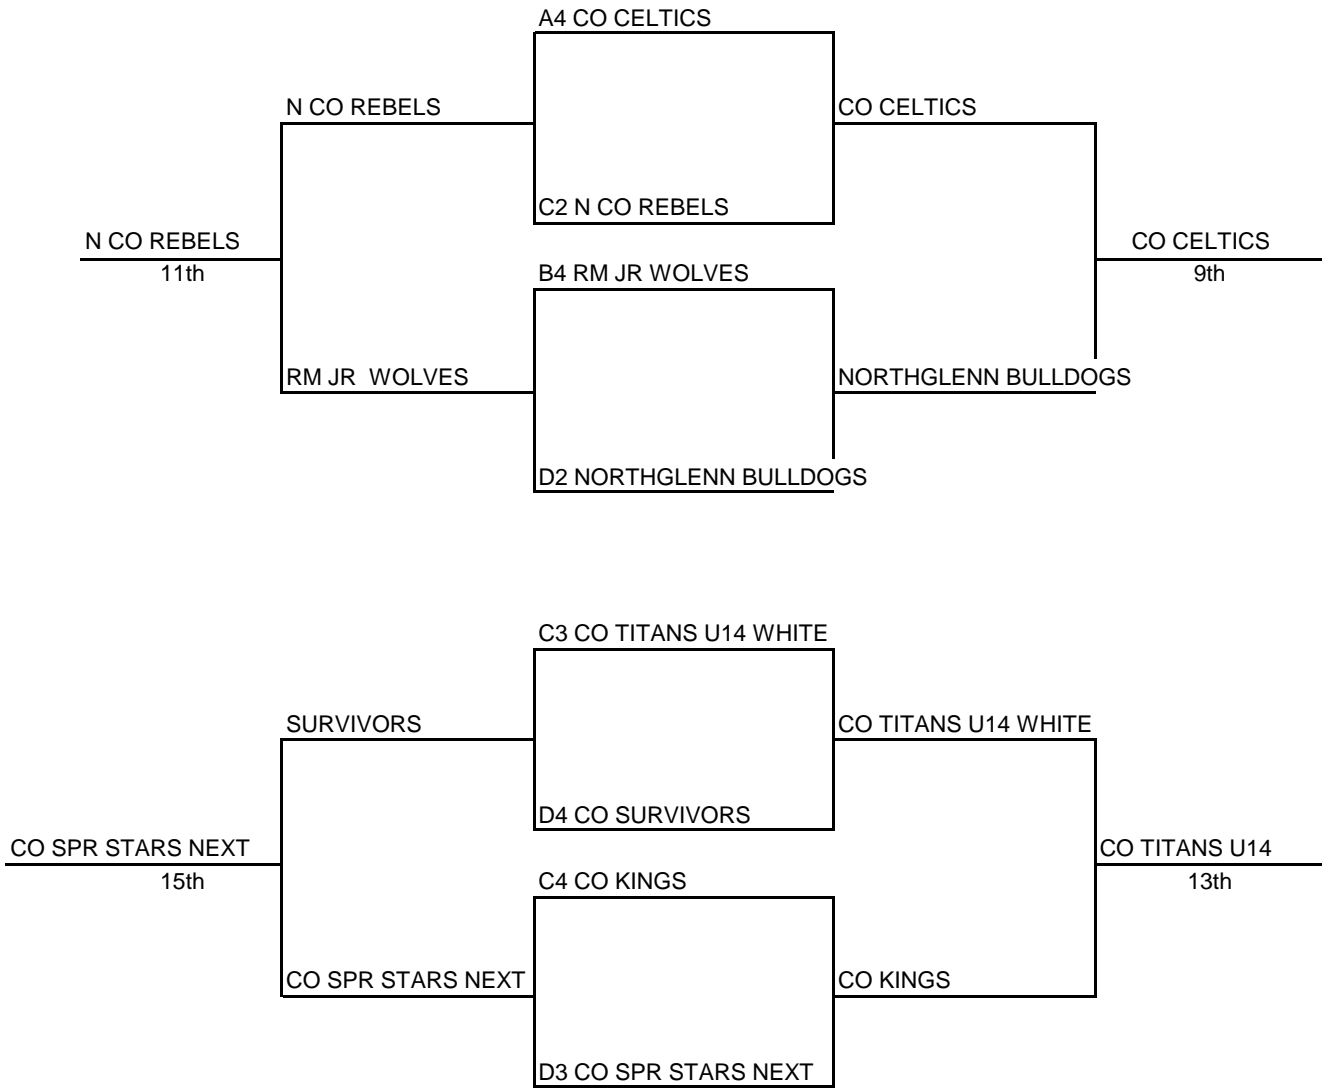 A4 CO CELTICS
N CO REBELS
CO CELTICS
C2 N CO REBELS
N CO REBELS
CO CELTICS
11th
B4 RM JR WOLVES
9th
RM JR  WOLVES
NORTHGLENN BULLDOGS
D2 NORTHGLENN BULLDOGS
C3 CO TITANS U14 WHITE
SURVIVORS
CO TITANS U14 WHITE
D4 CO SURVIVORS
CO SPR STARS NEXT
CO TITANS U14
15th
C4 CO KINGS
13th
CO SPR STARS NEXT
CO KINGS
D3 CO SPR STARS NEXT